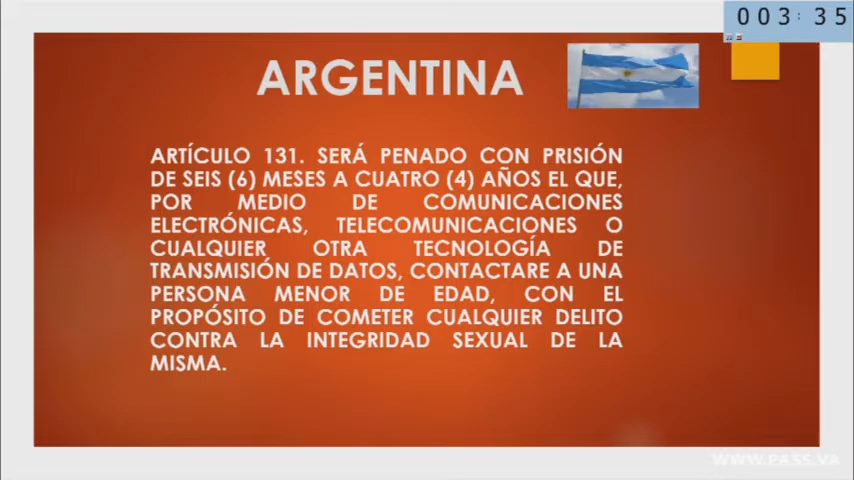 003:35
ARGENTINA
ARTÍCULO 131. SERÁ PENADO CON PRISIÓN
DE SEIS (6) MESES A CUATRO (4) AÑOS EL QUE,
POR MEDIO DE COMUNICACIONES
ELECTRÓNICAS, TELECOMUNICACIONES O
CUALQUIER OTRA TECNOLOGÍA DE
TRANSMISIÓN DE DATOS, CONTACTARE A UNA
PERSONA MENOR DE EDAD, CON EL
PROPÓSITO DE COMETER CUALQUIER DELITO
CONTRA LA INTEGRIDAD SEXUAL DE LA
MISMA.
WWW.PASS.VA